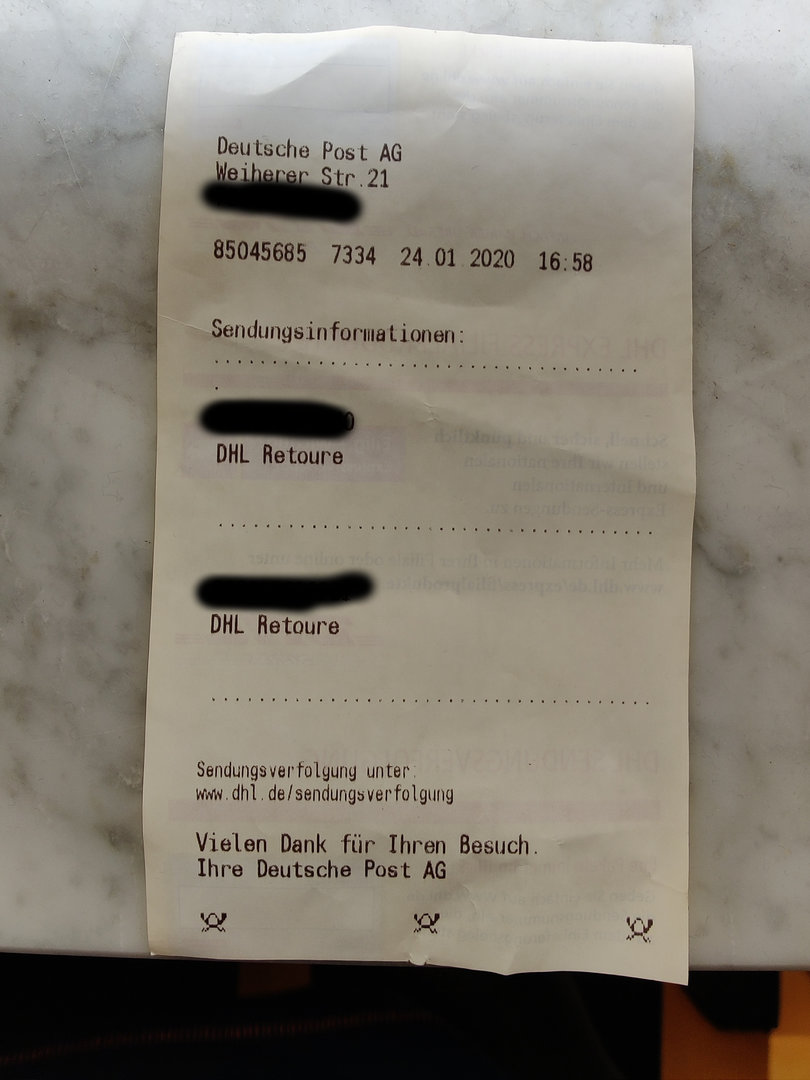 Deutsche Post AG
Weiherer Str.21
85045685 7334 24.01.2020 16:58
Sendungsinformationen:
DHL Retoure
DHL Retoure
Sendungsverfolgung unter:
www.dhl.de/sendungsverfolgung
Vielen Dank für Ihren Besuch.
Ihre Deutsche Post AG